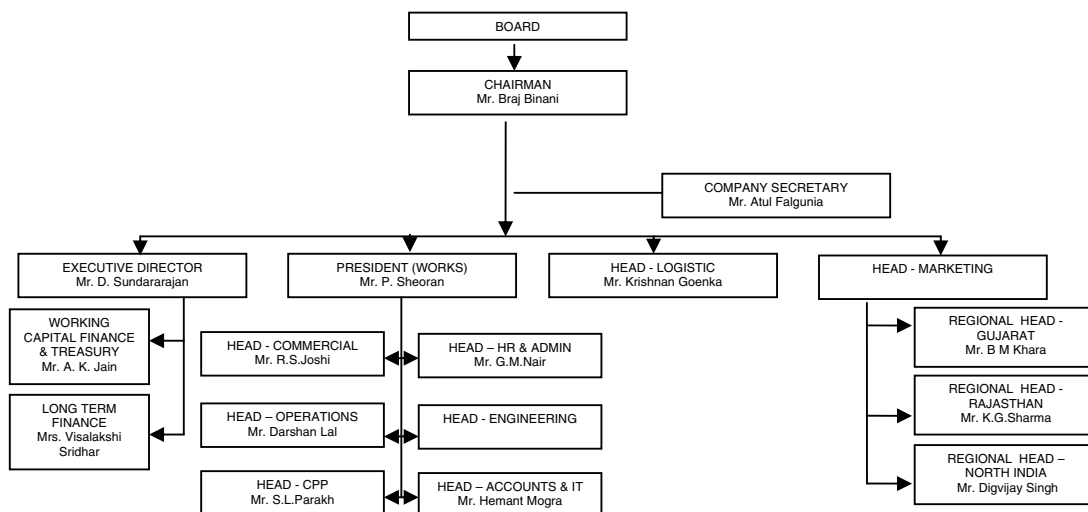 BOARD
CHAIRMAN
Mr. Braj Binani
COMPANY SECRETARY
Mr. Atul Falgunia
EXECUTIVE DIRECTOR
Mr. D. Sundararajan
PRESIDENT (WORKS)
Mr. P. Sheoran
HEAD - LOGISTIC
Mr. Krishnan Goenka
HEAD - MARKETING
WORKING
CAPITAL FINANCE
& TREASURY
Mr. A. K. Jain
LONG TERM
FINANCE
Mrs. Visalakshi
Sridhar
HEAD - COMMERCIAL
Mr. R.S.Joshi
HEAD – HR & ADMIN
Mr. G.M.Nair
HEAD – OPERATIONS
Mr. Darshan Lal
HEAD - ENGINEERING
HEAD - CPP
Mr. S.L.Parakh
HEAD – ACCOUNTS & IT
Mr. Hemant Mogra
REGIONAL HEAD -
GUJARAT
Mr. B M Khara
REGIONAL HEAD -
RAJASTHAN
Mr. K.G.Sharma
REGIONAL HEAD –
NORTH INDIA
Mr. Digvijay Singh